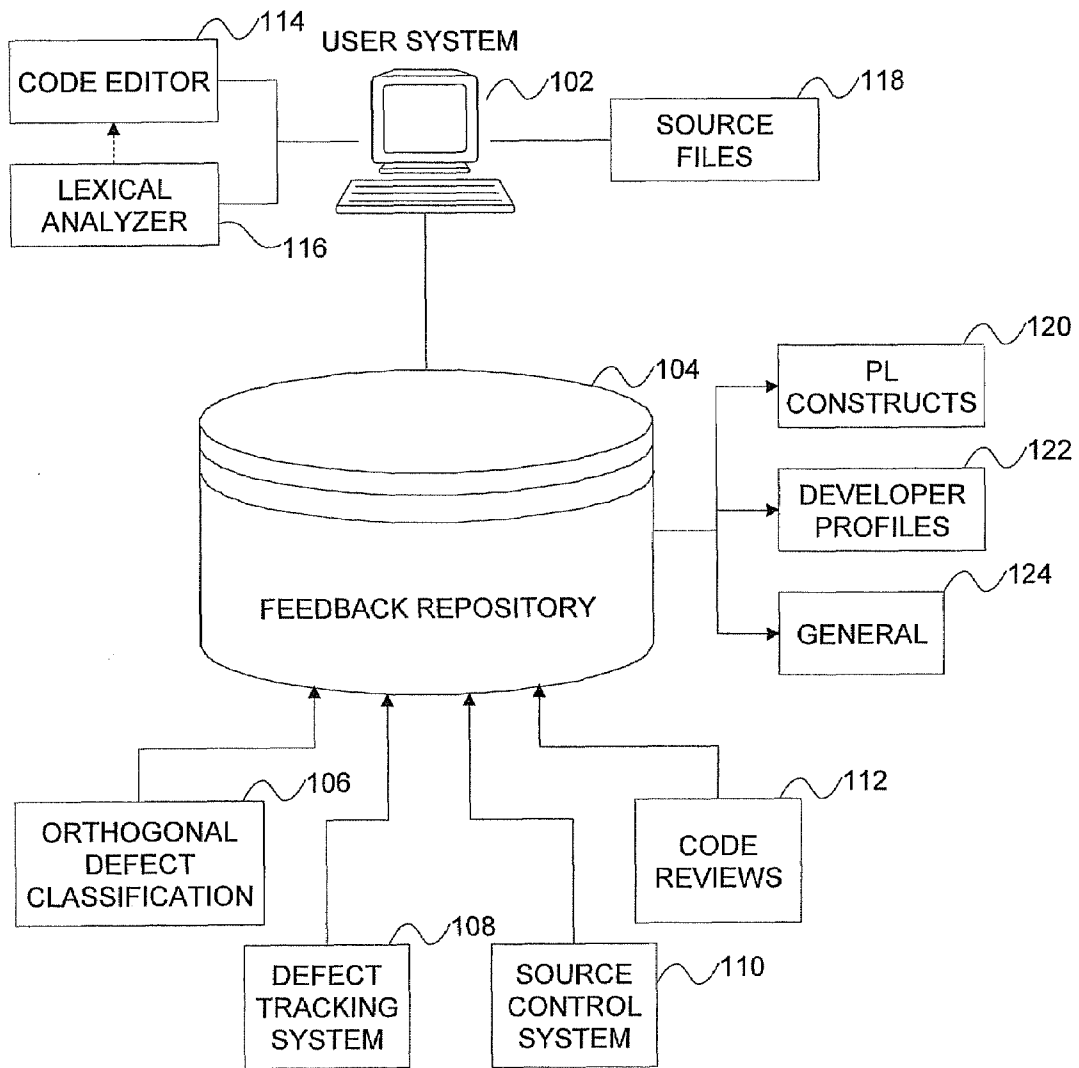 114
USER SYSTEM
CODE EDITOR
102
118
SOURCE
FILES
LEXICAL
ANALYZER
116
120
PL
CONSTRUCTS
104
122
DEVELOPER
PROFILES
124
GENERAL
FEEDBACK REPOSITORY
106
ORTHOGONAL
DEFECT
CLASSIFICATION
112
CODE
REVIEWS
108
DEFECT
TRACKING
SYSTEM
110
SOURCE
CONTROL
SYSTEM